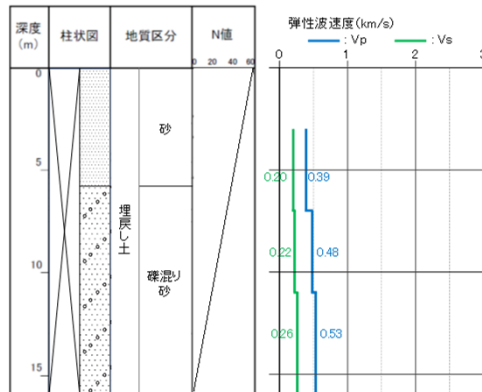 深度
(m)
柱状図
地質区分
N値
0 20 40 60
0
5
10
15
砂
埋戻し土
礫混り
砂
弾性波速度(km/s)
: Vp
: Vs
0 1 2 3
0.20
0.39
0.22
0.48
0.26
0.53